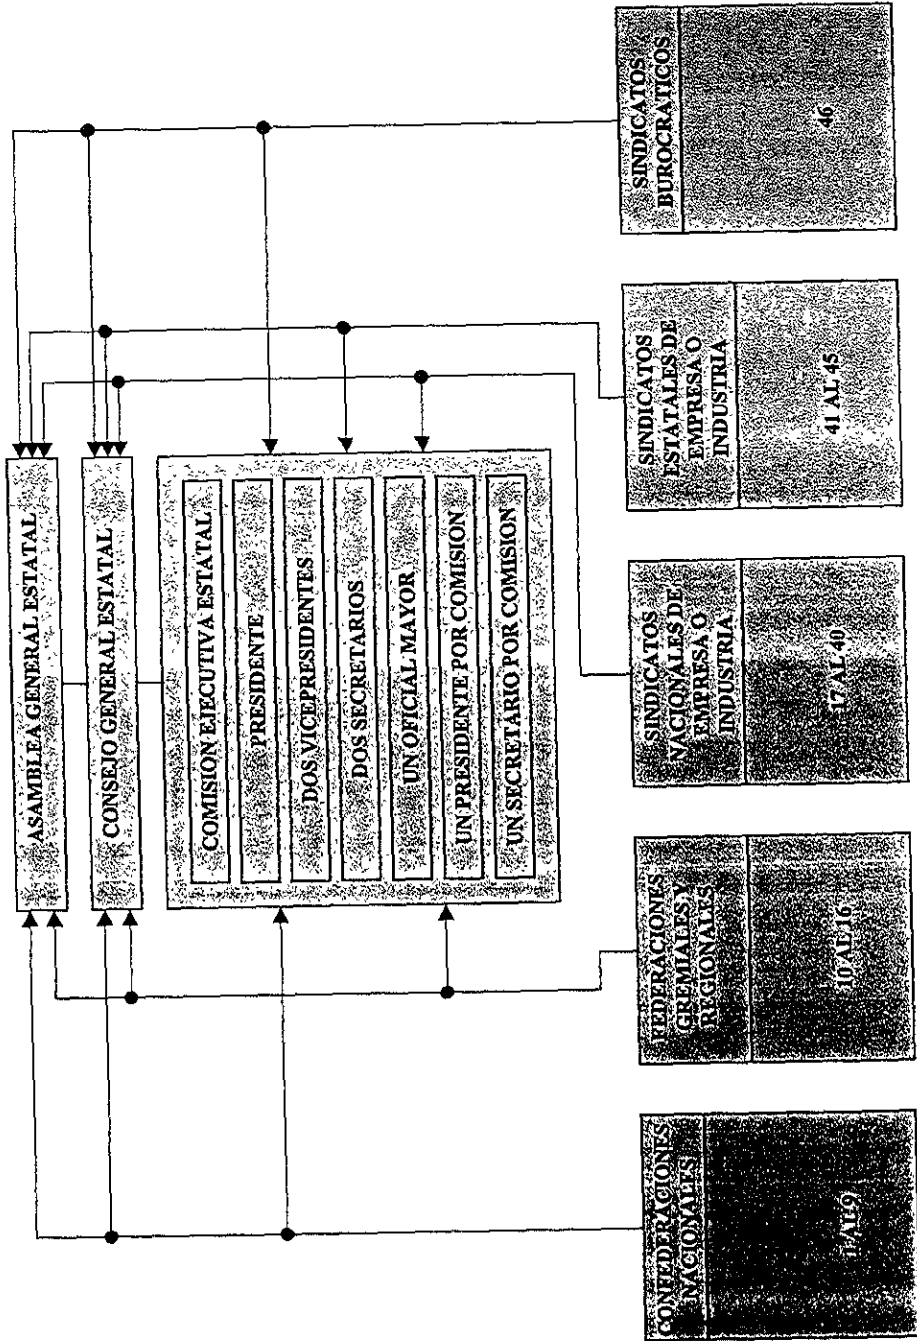 ASAMBLEA GENERAL ESTATAL
CONSEJO GENERAL ESTATAL
COMISION EJECUTIVA ESTATAL
PRESIDENTE
DOS VICEPRESIDENTES
DOS SECRETARIOS
UN OFICIAL MAYOR
UN PRESIDENTE POR COMISION
UN SECRETARIO POR COMISION
CONFEDERACIONES
NACIONALES
1 AL 9
FEDERACIONES
GREMIALES Y
REGIONALES
10 AL 16
SINDICATOS
NACIONALES DE
EMPRESA O
INDUSTRIA
17 AL 40
SINDICATOS
ESTATALES DE
EMPRESA O
INDUSTRIA
41 AL 45
SINDICATOS
BUROCRATICOS
46